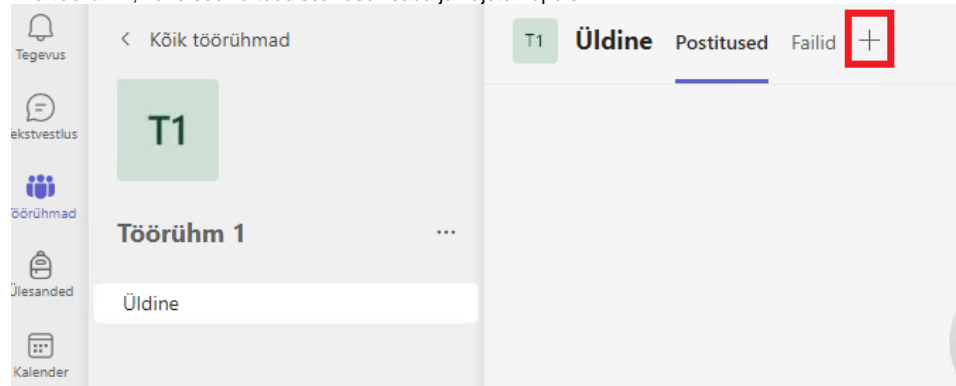 Tegevus
ekstvestlus
öörühmad
Ülesanded
Kalender
< Kõik töörühmad
T1
Töörühm 1
...
Üldine
T1 Üldine Postitused Failid +